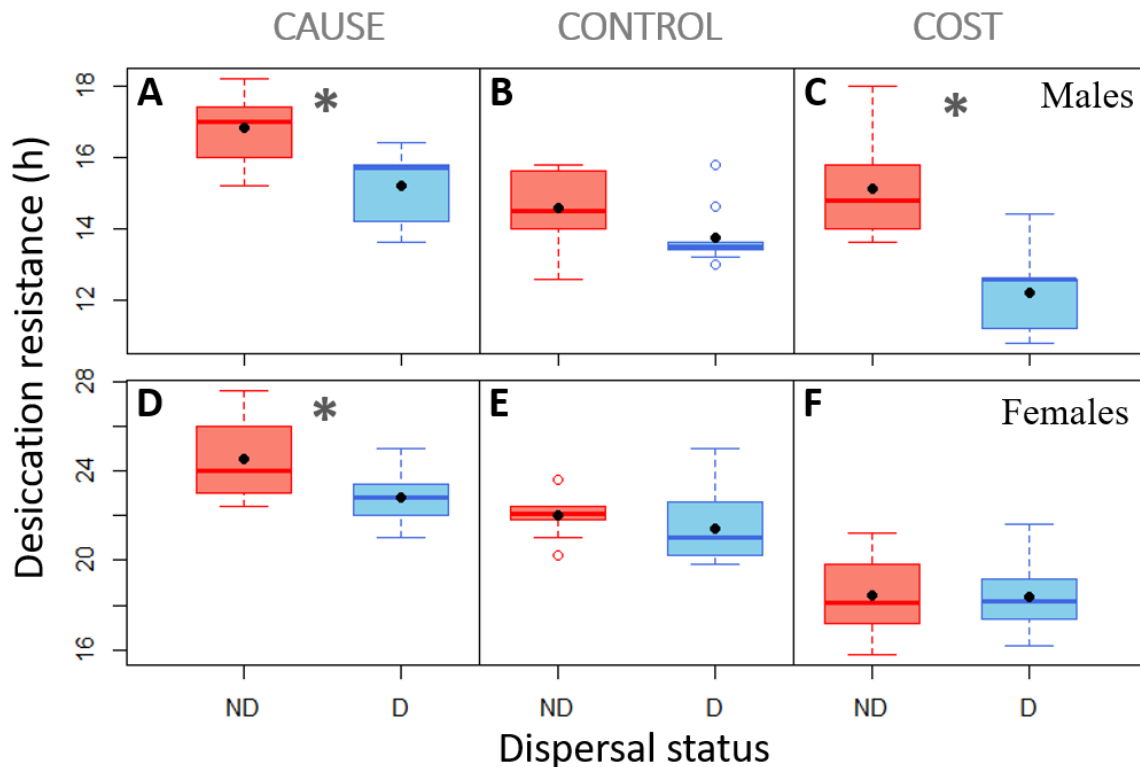 CAUSE CONTROL COST
Desiccation resistance (h)
18
16
14
12
A * B C * Males
28
24
20
16
D * E F Females
ND D ND D ND D
Dispersal status